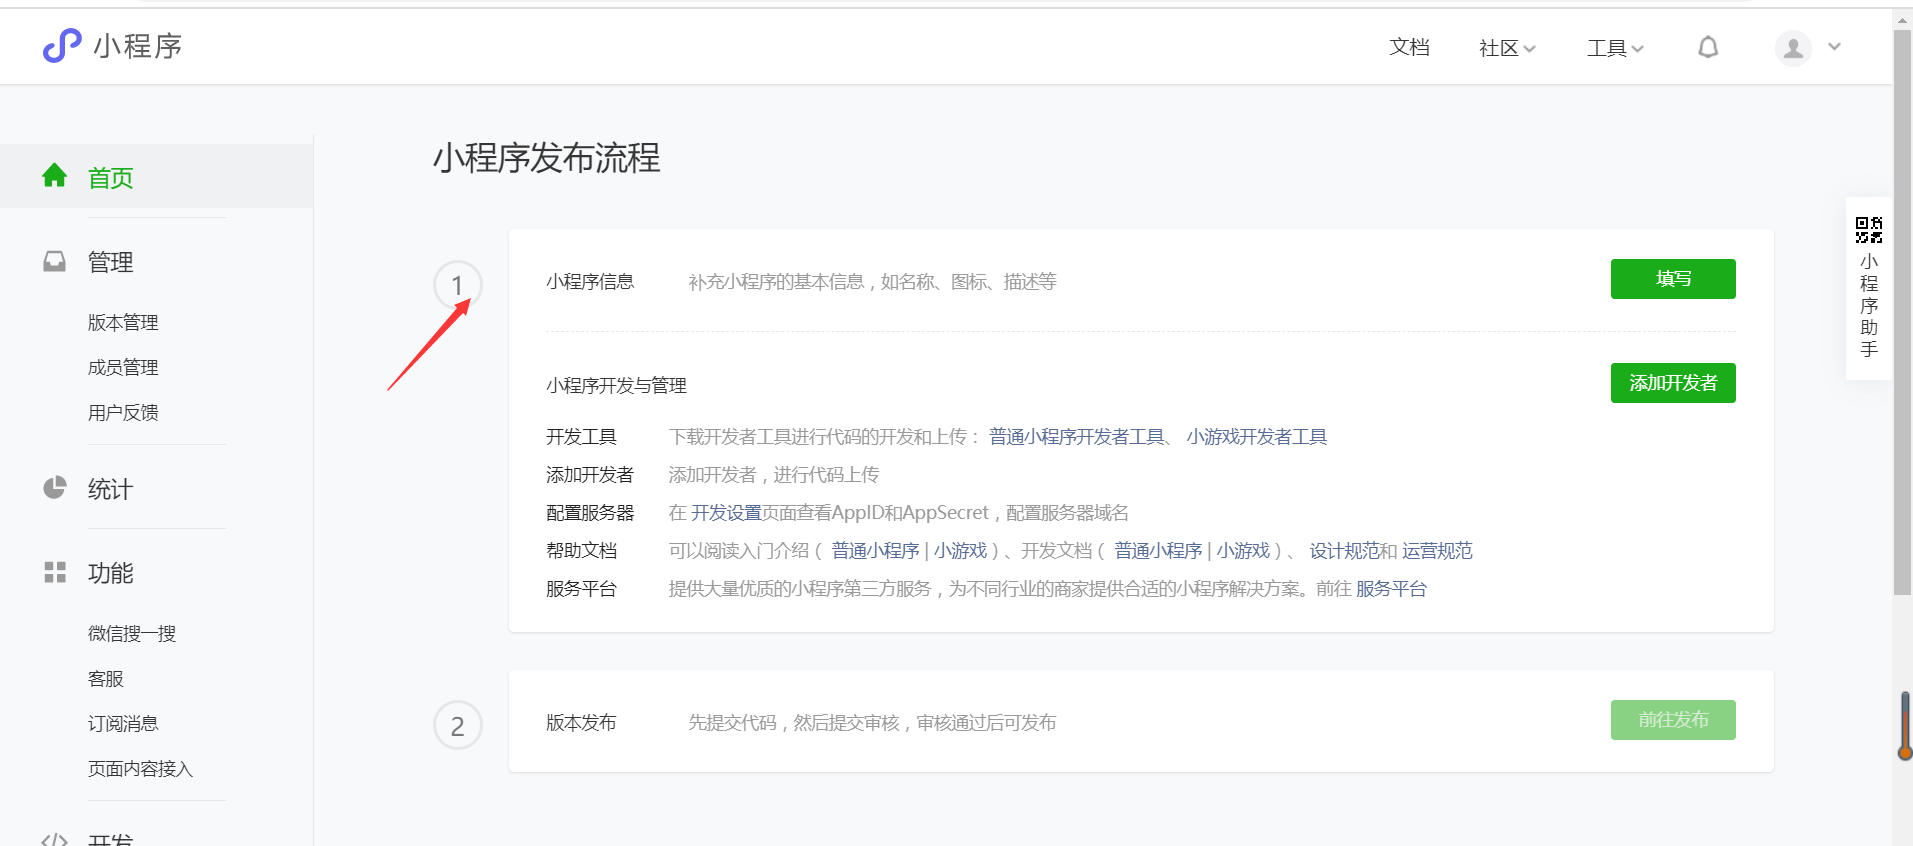 小程序
文档 社区 工具
首页
管理
版本管理
成员管理
用户反馈
统计
功能
微信搜一搜
客服
订阅消息
页面内容接入
开发
小程序发布流程
1
小程序信息 补充小程序的基本信息，如名称、图标、描述等 填写
小程序开发与管理 添加开发者
开发工具 下载开发者工具进行代码的开发和上传： 普通小程序开发者工具、 小游戏开发者工具
添加开发者 添加开发者，进行代码上传
配置服务器 在 开发设置页面查看AppID和AppSecret，配置服务器域名
帮助文档 可以阅读入门介绍（ 普通小程序 | 小游戏 ）、开发文档（ 普通小程序 | 小游戏 ）、 设计规范和 运营规范
服务平台 提供大量优质的小程序第三方服务，为不同行业的商家提供合适的小程序解决方案。前往 服务平台
2
版本发布 先提交代码，然后提交审核，审核通过后可发布 前往发布
小程序助手